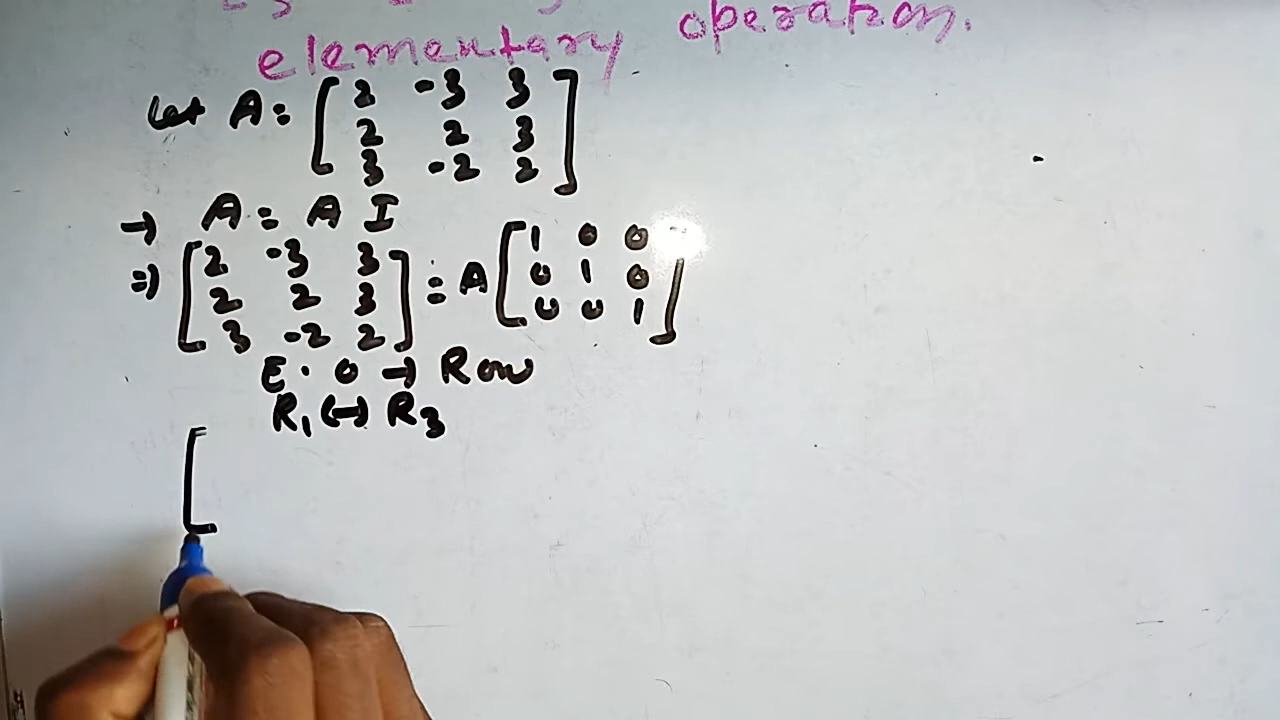 elementary operation.
Let A = [ 2 -3 3
2 2 3
3 -2 2 ]
→ A = A I
⇒ [ 2 -3 3
2 2 3
3 -2 2 ] = A [ 1 0 0
0 1 0
0 0 1 ]
E.O → Row
R₁ ↔ R₃
[